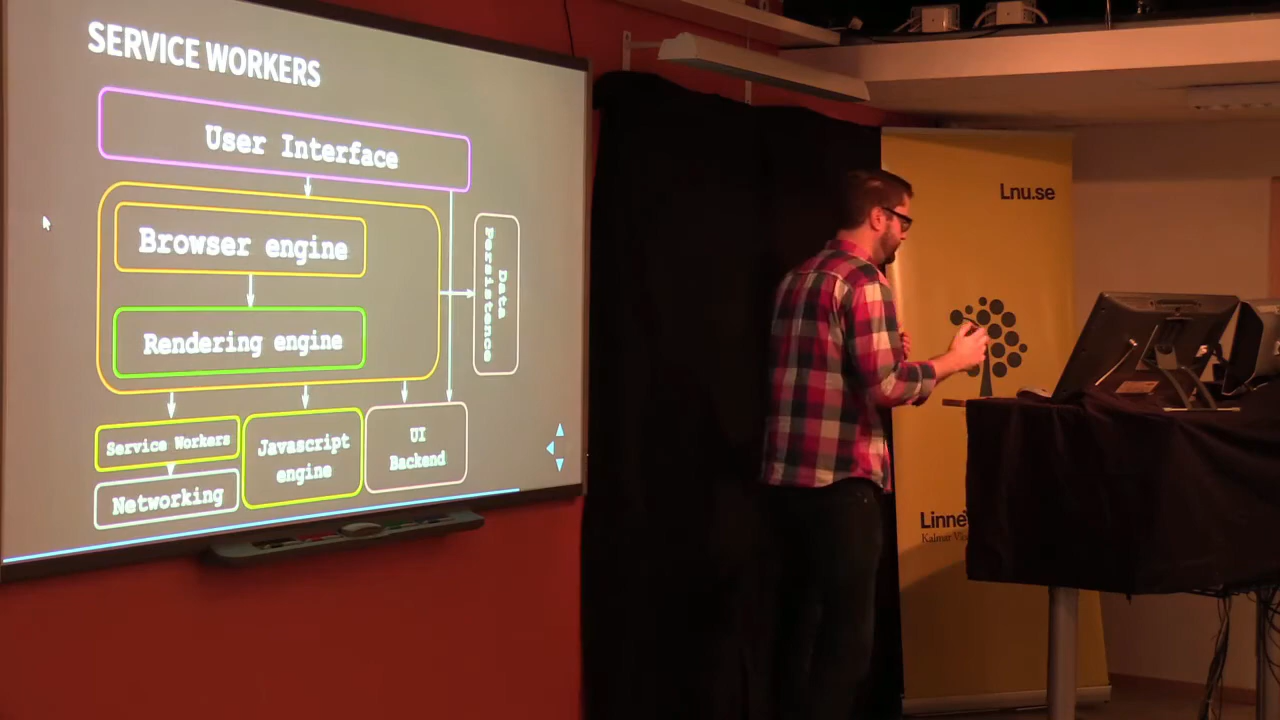 SERVICE WORKERS
User Interface
Browser engine
Rendering engine
Data
Persistence
Service Workers
Networking
Javascript
engine
UI
Backend
Lnu.se
Linne
Kalmar